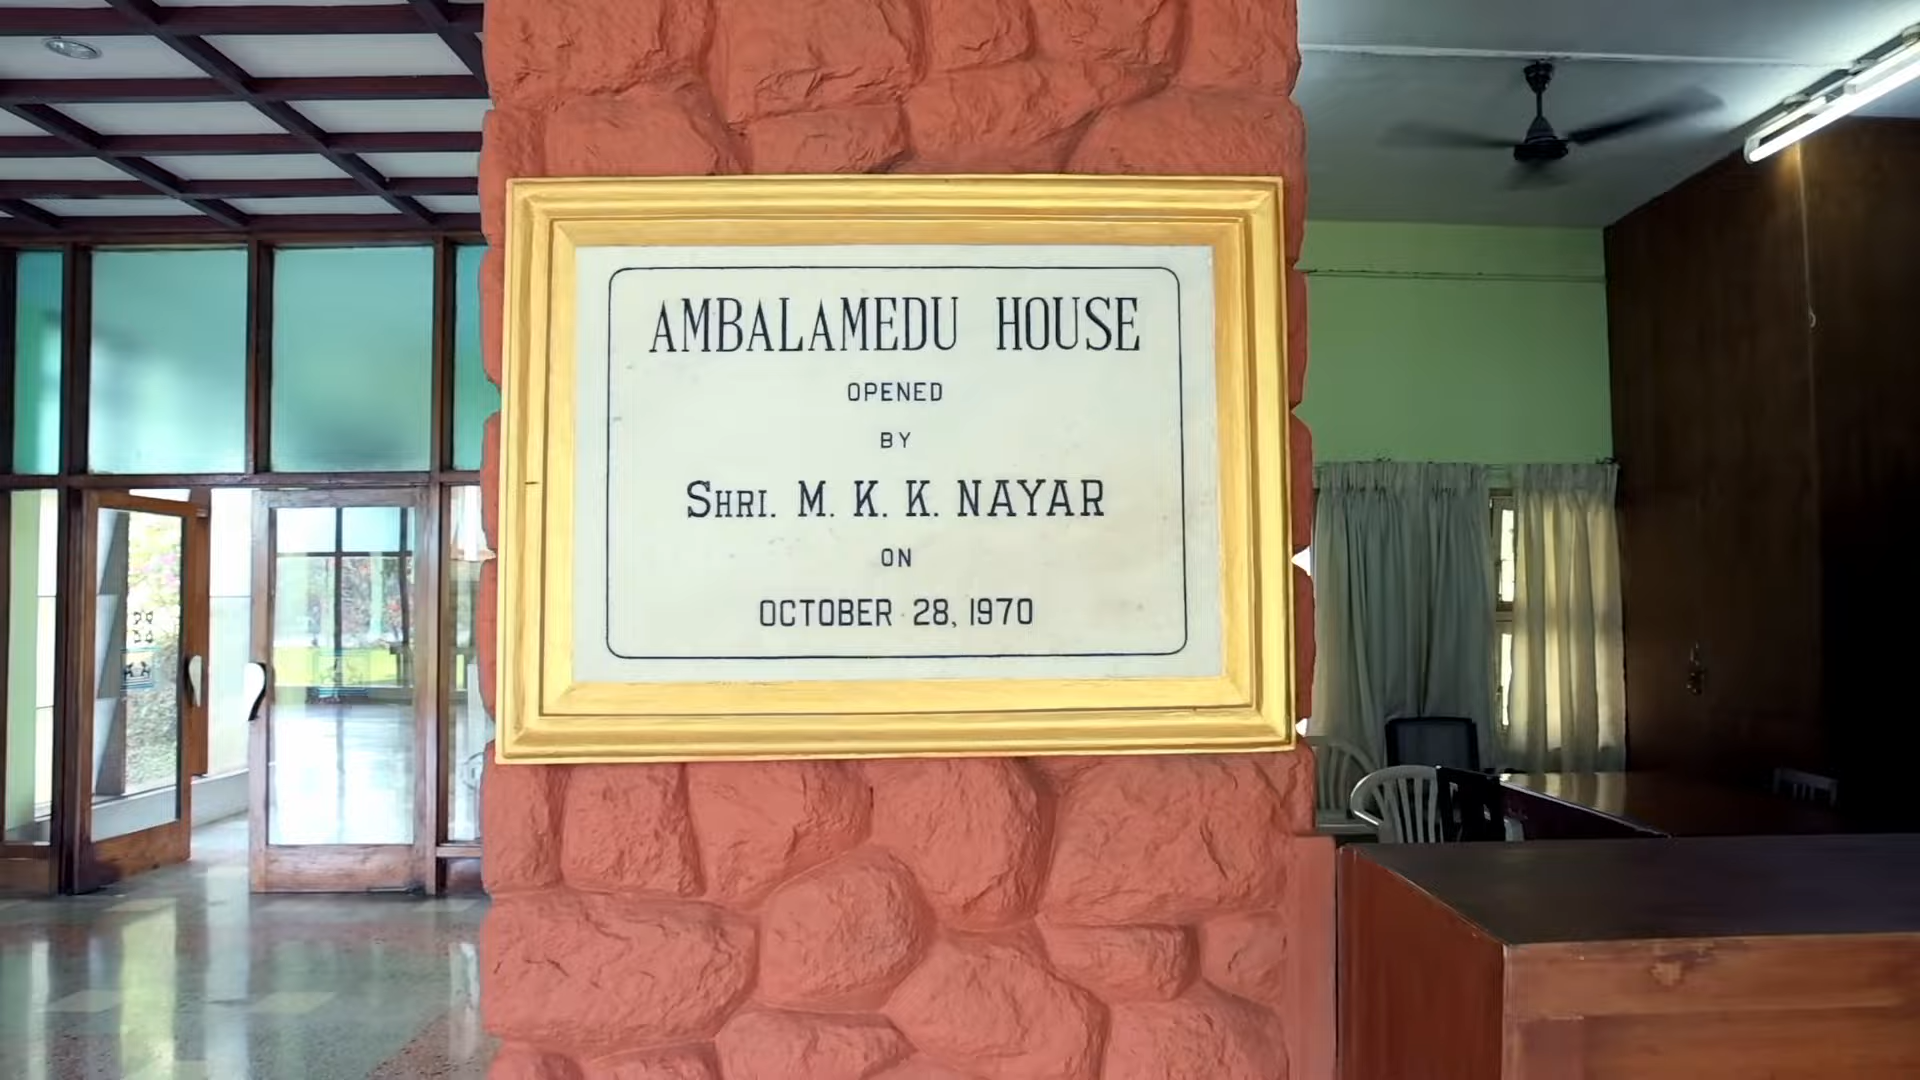 AMBALAMEDU HOUSE
OPENED
BY
SHRI. M. K. K. NAYAR
ON
OCTOBER 28, 1970